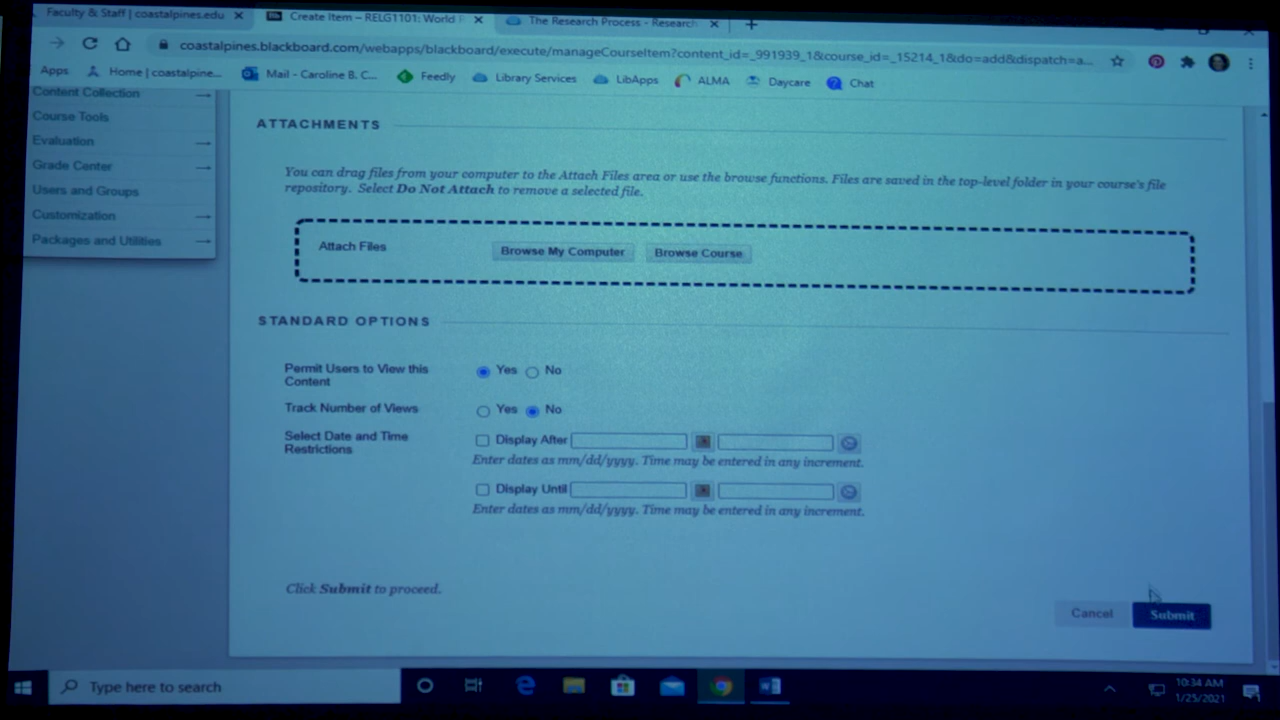 Faculty & Staff | coastalpines.edu
Create Item – RELG1101: World
The Research Process - Research
coastalpines.blackboard.com/webapps/blackboard/execute/manageCourseItem?content_id=_991939_1&course_id=_15214_1&do=add&dispatch=a...
Apps Home | coastalpine... Mail - Caroline B. C... Feedly Library Services LibApps ALMA Daycare Chat
Content Collection
Course Tools
Evaluation
Grade Center
Users and Groups
Customization
Packages and Utilities
ATTACHMENTS
You can drag files from your computer to the Attach Files area or use the browse functions. Files are saved in the top-level folder in your course's file
repository. Select Do Not Attach to remove a selected file.
Attach Files Browse My Computer Browse Course
STANDARD OPTIONS
Permit Users to View this
Content
Yes No
Track Number of Views Yes No
Select Date and Time
Restrictions
Display After
Enter dates as mm/dd/yyyy. Time may be entered in any increment.
Display Until
Enter dates as mm/dd/yyyy. Time may be entered in any increment.
Click Submit to proceed.
Cancel Submit
Type here to search
10:34 AM
1/25/2021